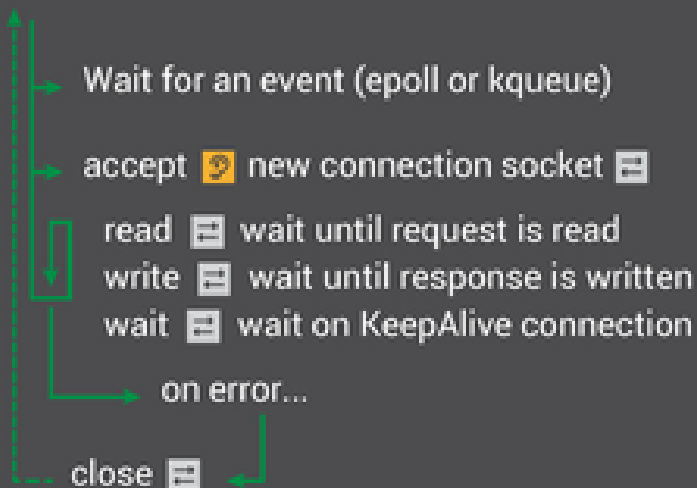 Wait for an event (epoll or kqueue)
accept new connection socket
read wait until request is read
write wait until response is written
wait wait on KeepAlive connection
on error...
close